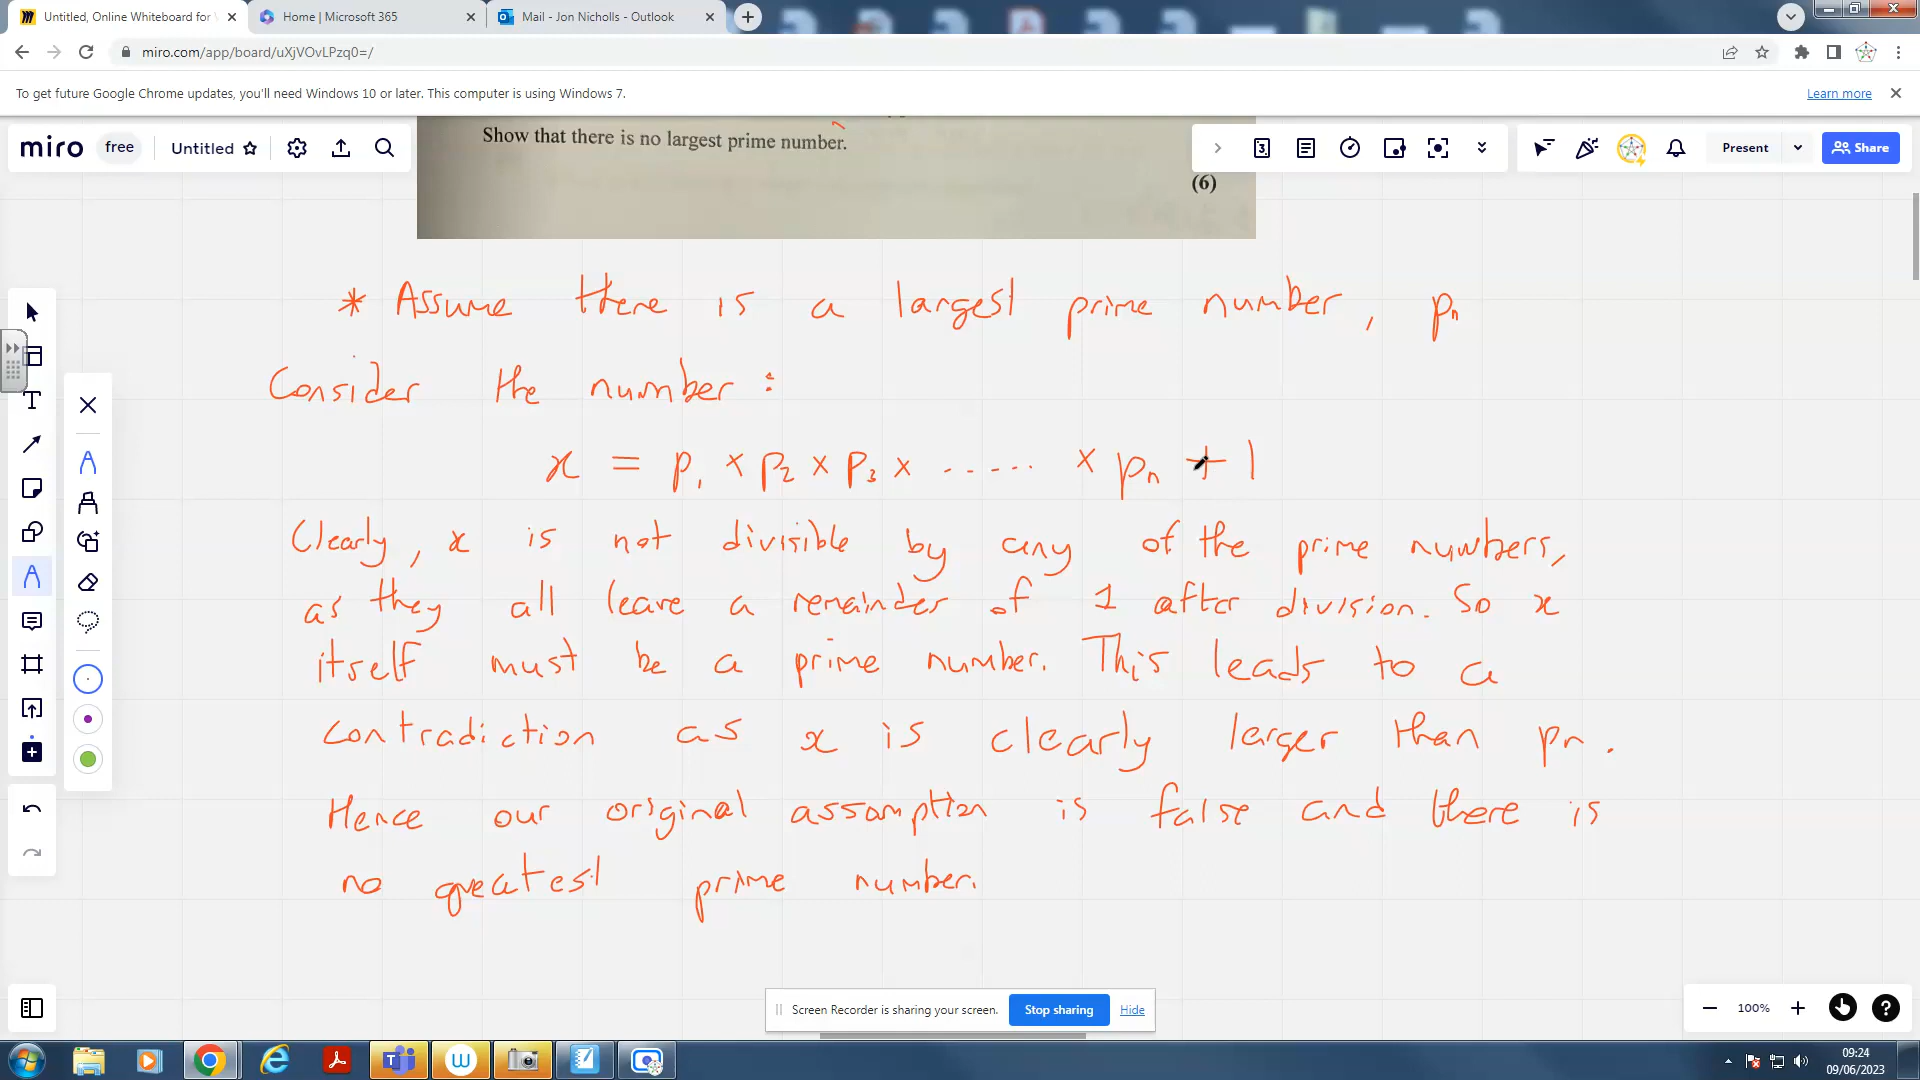 Untitled, Online Whiteboard for
Home | Microsoft 365
Mail - Jon Nicholls - Outlook
miro.com/app/board/uXjVOvLPzq0=/
To get future Google Chrome updates, you'll need Windows 10 or later. This computer is using Windows 7.
Learn more
miro free Untitled
Present
Share
Show that there is no largest prime number.
(6)
* Assume there is a largest prime number, pn
Consider the number :
x = p1 × p2 × p3 × ...... × pn + 1
Clearly, x is not divisible by any of the prime numbers,
as they all leave a remainder of 1 after division. So x
itself must be a prime number. This leads to a
contradiction as x is clearly larger than pn.
Hence our original assomption is false and there is
no greatest prime number.
Screen Recorder is sharing your screen.
Stop sharing
Hide
100%
09:24
09/06/2023